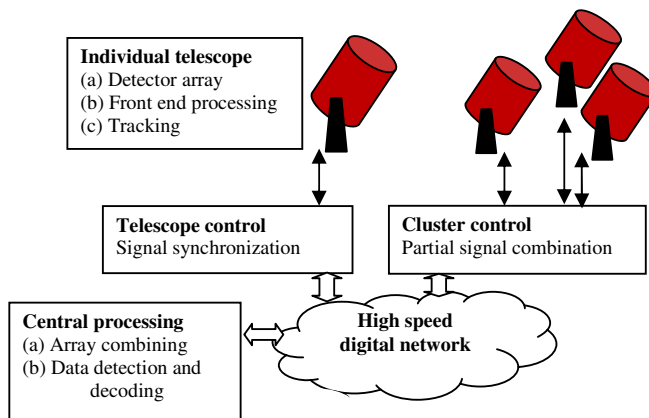 Individual telescope
(a) Detector array
(b) Front end processing
(c) Tracking
Telescope control
Signal synchronization
Cluster control
Partial signal combination
Central processing
(a) Array combining
(b) Data detection and
decoding
High speed
digital network